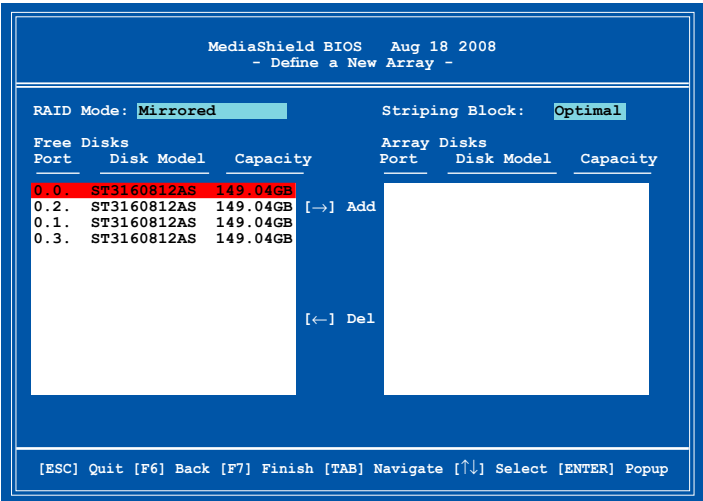 MediaShield BIOS Aug 18 2008
- Define a New Array -
RAID Mode: Mirrored Striping Block: Optimal
Free Disks Array Disks
Port Disk Model Capacity Port Disk Model Capacity
0.0. ST3160812AS 149.04GB
0.2. ST3160812AS 149.04GB [→] Add
0.1. ST3160812AS 149.04GB
0.3. ST3160812AS 149.04GB
[←] Del
[ESC] Quit [F6] Back [F7] Finish [TAB] Navigate [↑↓] Select [ENTER] Popup